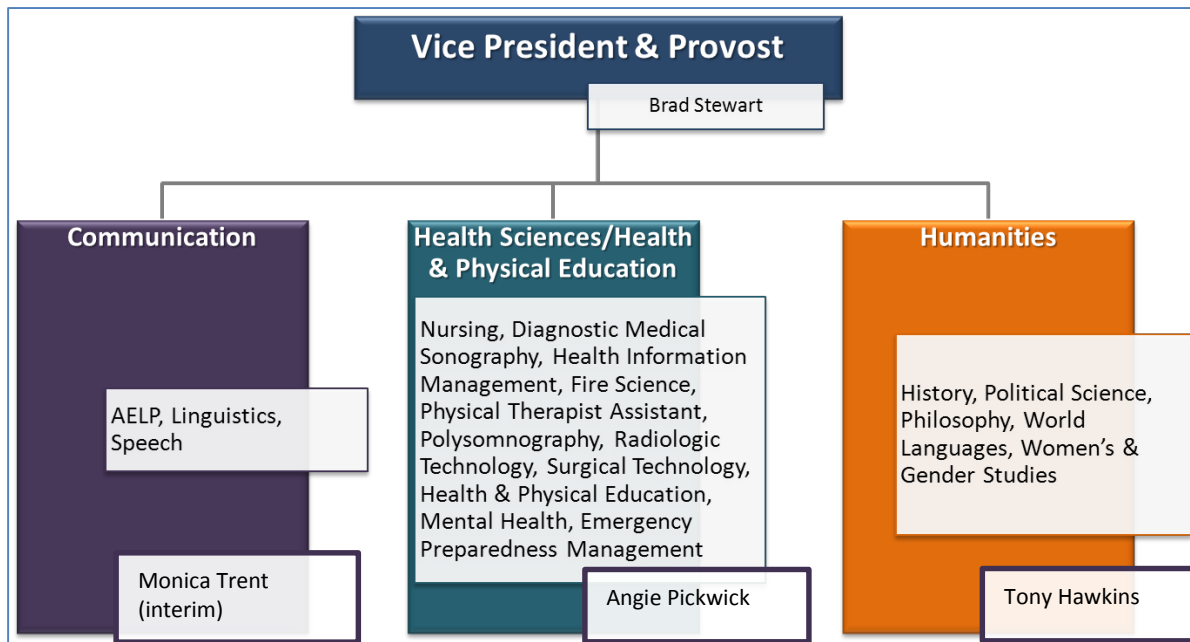 Vice President & Provost
Brad Stewart
Communication
AELP, Linguistics,
Speech
Monica Trent
(interim)
Health Sciences/Health
& Physical Education
Nursing, Diagnostic Medical
Sonography, Health Information
Management, Fire Science,
Physical Therapist Assistant,
Polysomnography, Radiologic
Technology, Surgical Technology,
Health & Physical Education,
Mental Health, Emergency
Preparedness Management
Angie Pickwick
Humanities
History, Political Science,
Philosophy, World
Languages, Women’s &
Gender Studies
Tony Hawkins